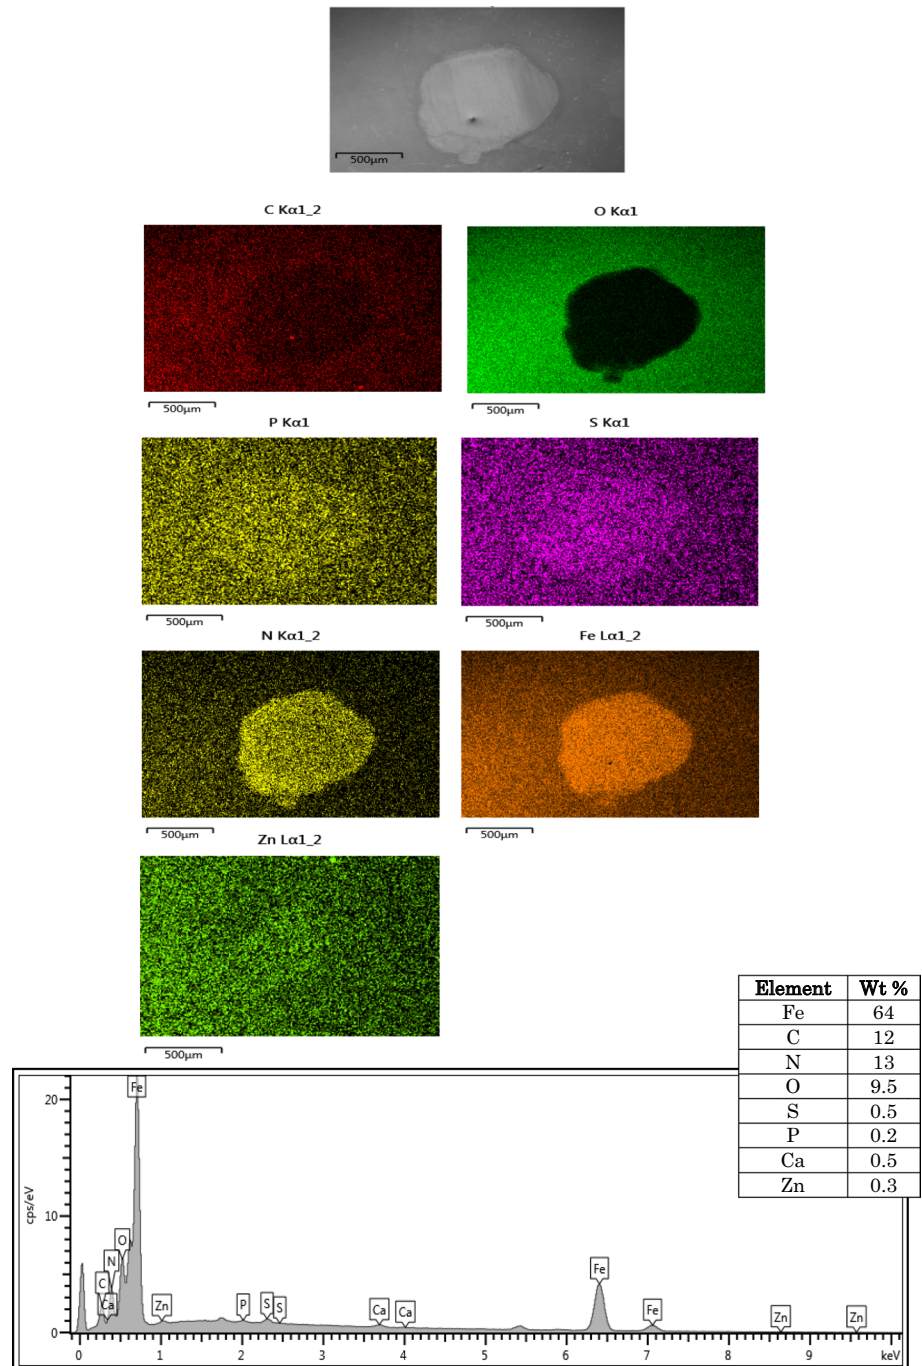 500µm
C Kα1_2
O Kα1
500µm
500µm
P Kα1
S Kα1
500µm
500µm
N Kα1_2
Fe Lα1_2
500µm
500µm
Zn Lα1_2
500µm
Element Wt %
Fe 64
C 12
N 13
O 9.5
S 0.5
P 0.2
Ca 0.5
Zn 0.3
cps/eV
20
10
0
Fe
O
N
C
Ca
Zn
P
S
S
Ca
Ca
Fe
Fe
Zn
Zn
0 1 2 3 4 5 6 7 8 9 keV